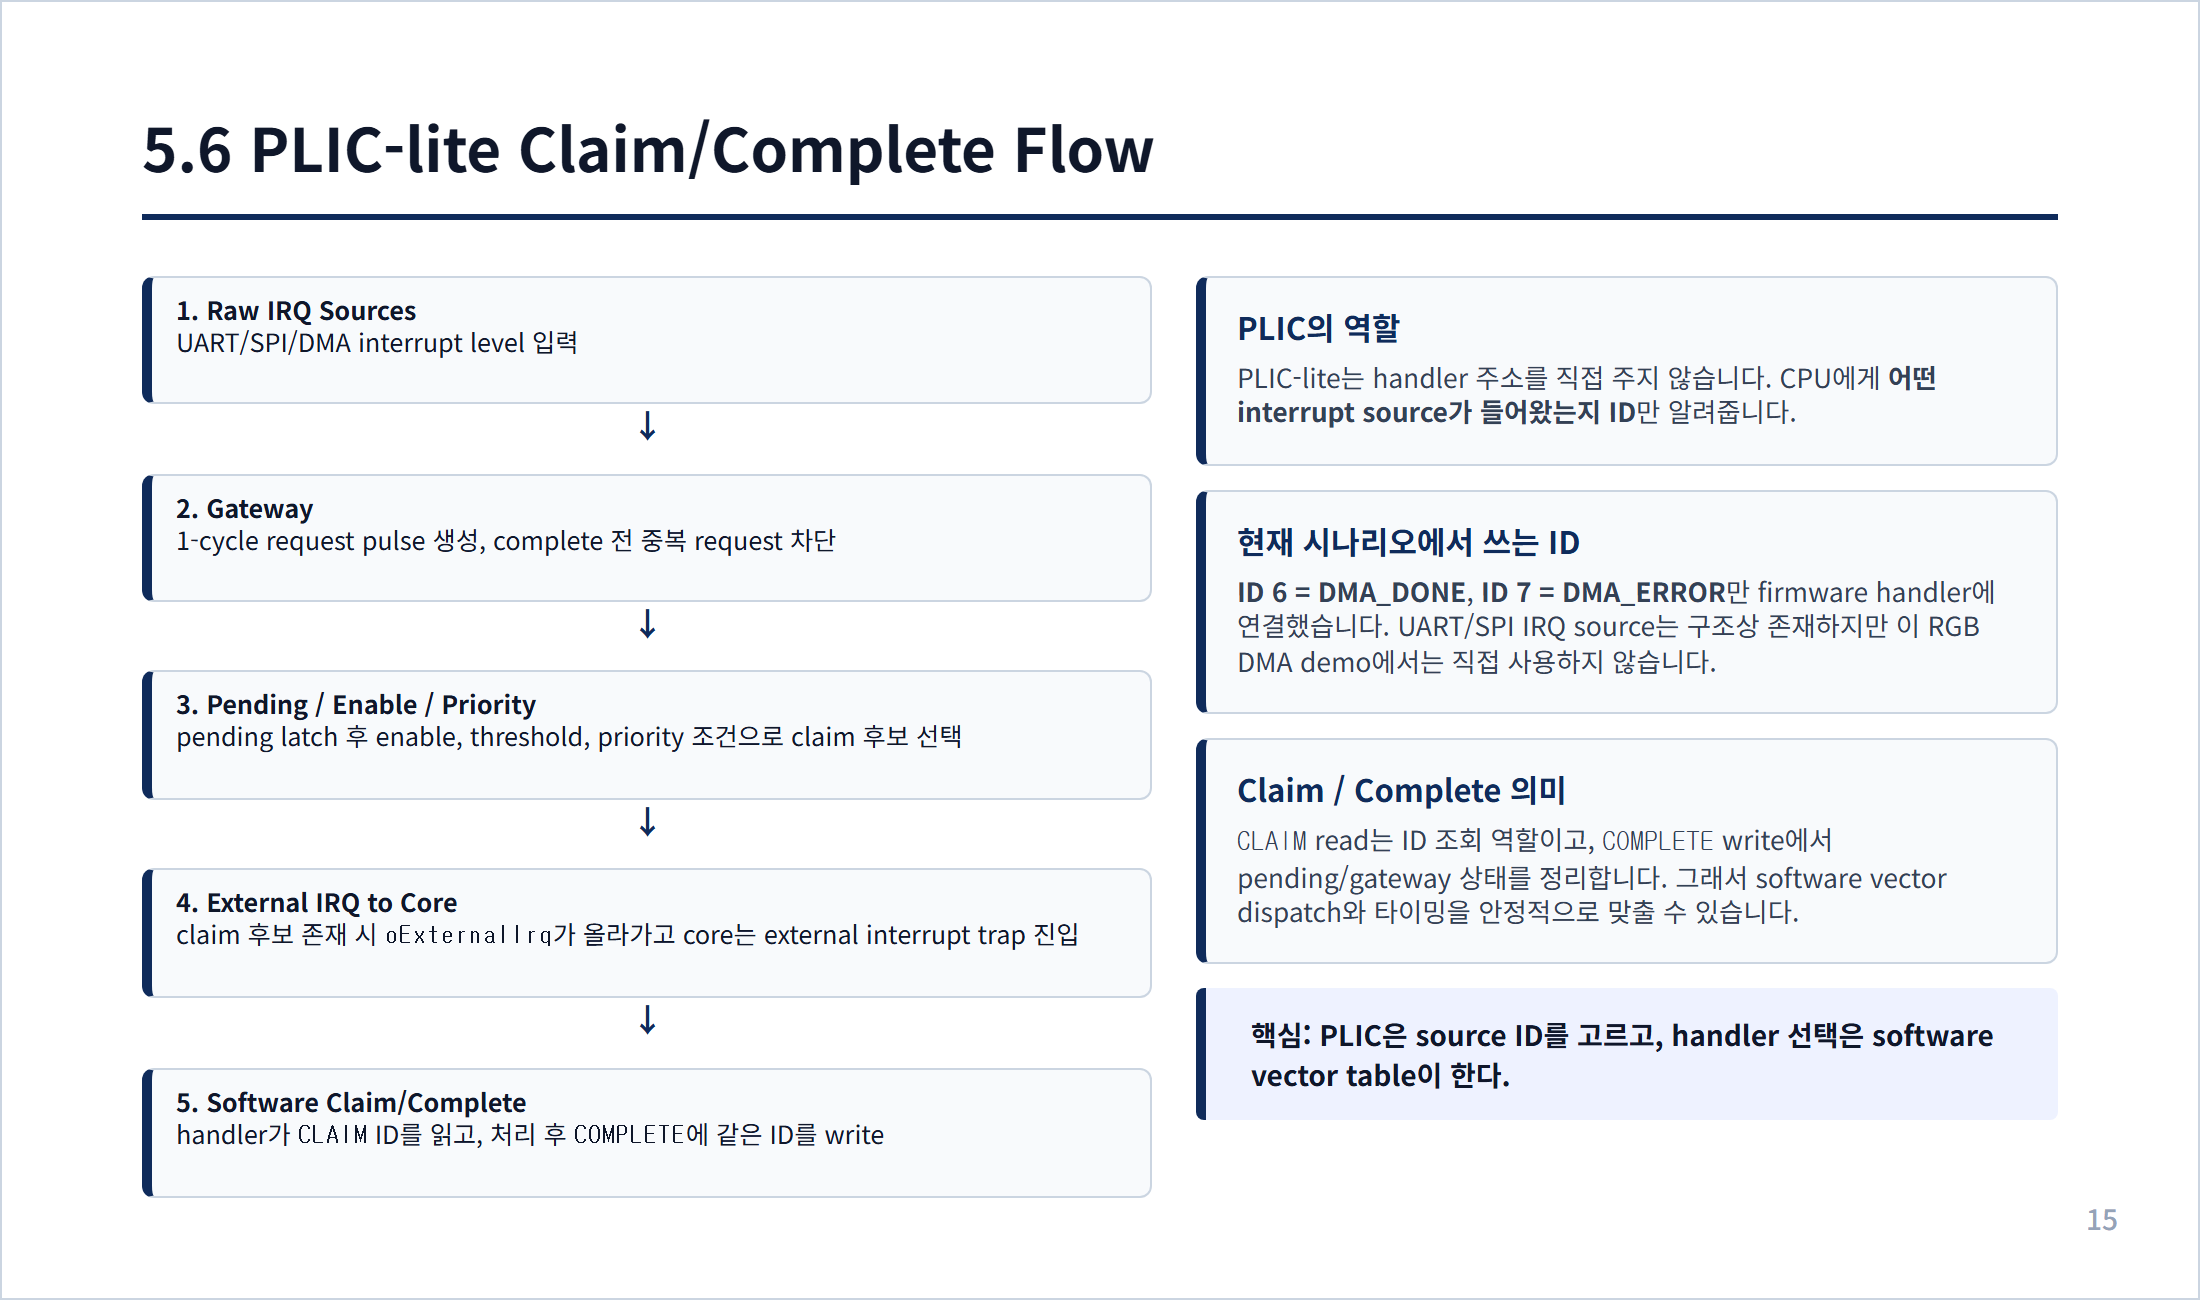 5.6 PLIC-lite Claim/Complete Flow
1. Raw IRQ Sources
UART/SPI/DMA interrupt level 입력
↓
2. Gateway
1-cycle request pulse 생성, complete 전 중복 request 차단
↓
3. Pending / Enable / Priority
pending latch 후 enable, threshold, priority 조건으로 claim 후보 선택
↓
4. External IRQ to Core
claim 후보 존재 시 oExternalIrq가 올라가고 core는 external interrupt trap 진입
↓
5. Software Claim/Complete
handler가 CLAIM ID를 읽고, 처리 후 COMPLETE에 같은 ID를 write
PLIC의 역할
PLIC-lite는 handler 주소를 직접 주지 않습니다. CPU에게 어떤
interrupt source가 들어왔는지 ID만 알려줍니다.
현재 시나리오에서 쓰는 ID
ID 6 = DMA_DONE, ID 7 = DMA_ERROR만 firmware handler에
연결했습니다. UART/SPI IRQ source는 구조상 존재하지만 이 RGB
DMA demo에서는 직접 사용하지 않습니다.
Claim / Complete 의미
CLAIM read는 ID 조회 역할이고, COMPLETE write에서
pending/gateway 상태를 정리합니다. 그래서 software vector
dispatch와 타이밍을 안정적으로 맞출 수 있습니다.
핵심: PLIC은 source ID를 고르고, handler 선택은 software
vector table이 한다.
15